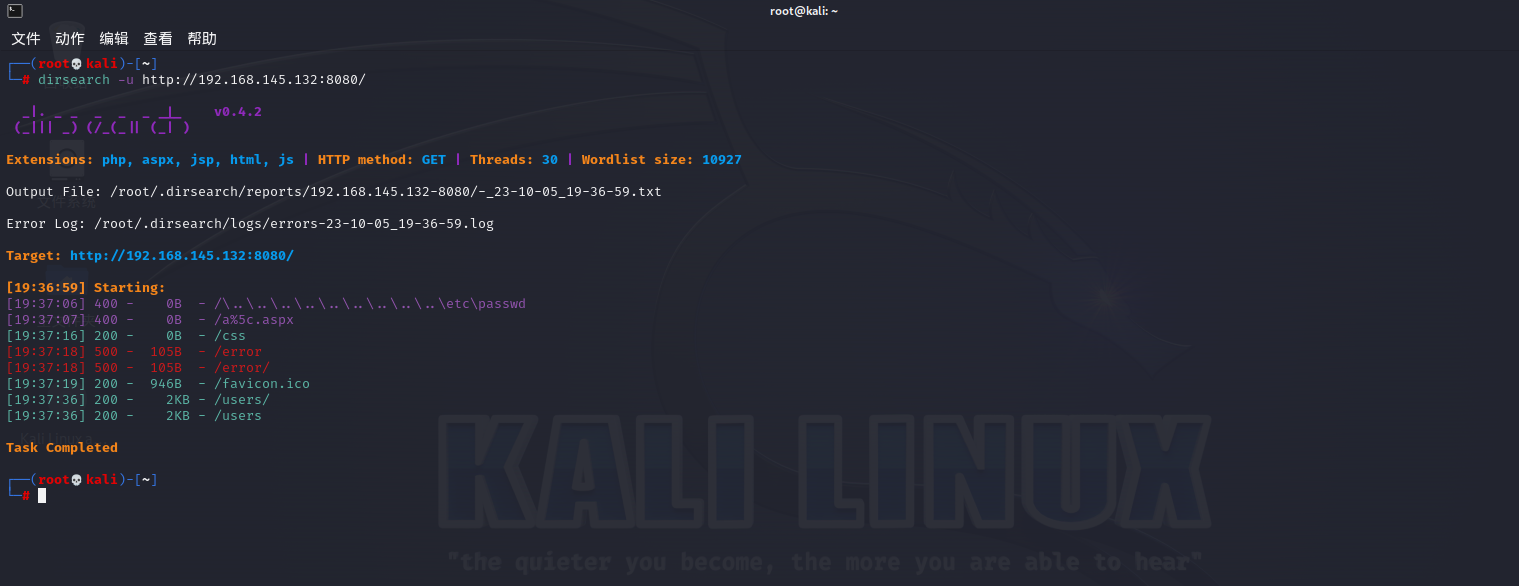 root@kali: ~
文件 动作 编辑 查看 帮助
┌──(root💀kali)-[~]
└─# dirsearch -u http://192.168.145.132:8080/
v0.4.2
Extensions: php, aspx, jsp, html, js | HTTP method: GET | Threads: 30 | Wordlist size: 10927
Output File: /root/.dirsearch/reports/192.168.145.132-8080/-_23-10-05_19-36-59.txt
Error Log: /root/.dirsearch/logs/errors-23-10-05_19-36-59.log
Target: http://192.168.145.132:8080/
[19:36:59] Starting:
[19:37:06] 400 -    0B  - /\..\..\..\..\..\..\..\..\..\etc\passwd
[19:37:07] 400 -    0B  - /a%5c.aspx
[19:37:16] 200 -    0B  - /css
[19:37:18] 500 -  105B  - /error
[19:37:18] 500 -  105B  - /error/
[19:37:19] 200 -  946B  - /favicon.ico
[19:37:36] 200 -    2KB - /users/
[19:37:36] 200 -    2KB - /users
Task Completed
┌──(root💀kali)-[~]
└─#
KALI LINUX
"the quieter you become, the more you are able to hear"